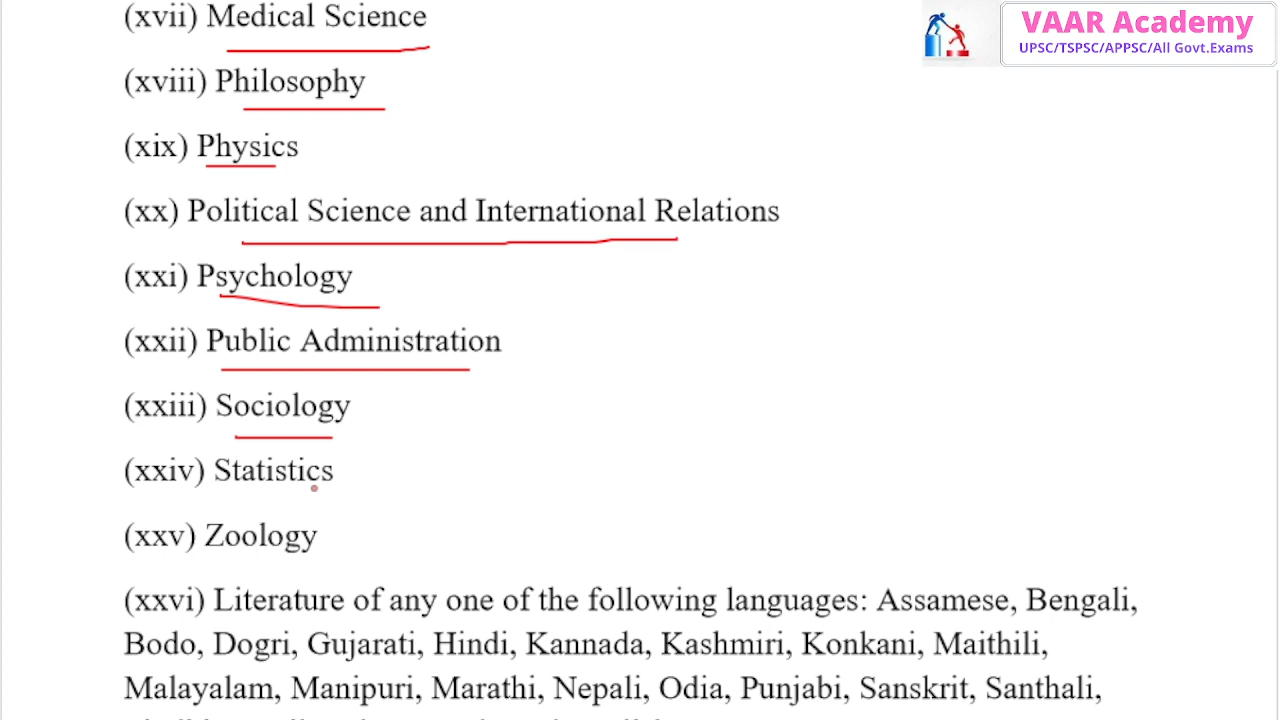 (xvii) Medical Science
VAAR Academy
UPSC/TSPSC/APPSC/All Govt.Exams
(xviii) Philosophy
(xix) Physics
(xx) Political Science and International Relations
(xxi) Psychology
(xxii) Public Administration
(xxiii) Sociology
(xxiv) Statistics
(xxv) Zoology
(xxvi) Literature of any one of the following languages: Assamese, Bengali,
Bodo, Dogri, Gujarati, Hindi, Kannada, Kashmiri, Konkani, Maithili,
Malayalam, Manipuri, Marathi, Nepali, Odia, Punjabi, Sanskrit, Santhali,